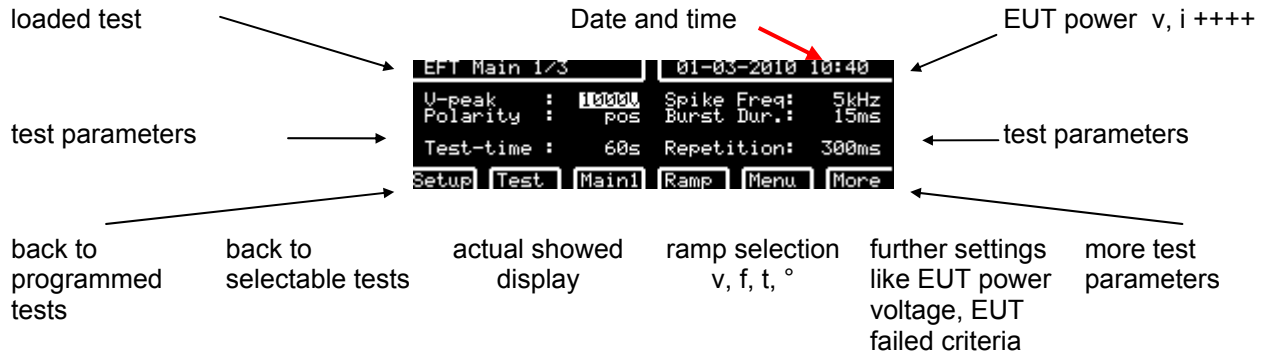 loaded test
Date and time
EUT power v, i ++++
EFT Main 1/3
01-03-2010 10:40
V-peak : 1000V Spike Freq: 5kHz
Polarity : pos Burst Dur.: 15ms
test parameters
test parameters
Test-time : 60s Repetition: 300ms
Setup Test Main1 Ramp Menu More
back to
programmed
tests
back to
selectable tests
actual showed
display
ramp selection
v, f, t, °
further settings
like EUT power
voltage, EUT
failed criteria
more test
parameters